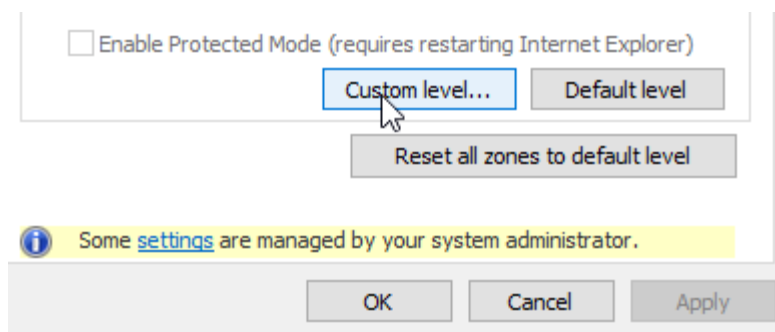 Enable Protected Mode (requires restarting Internet Explorer)
Custom level... Default level
Reset all zones to default level
Some settings are managed by your system administrator.
OK Cancel Apply